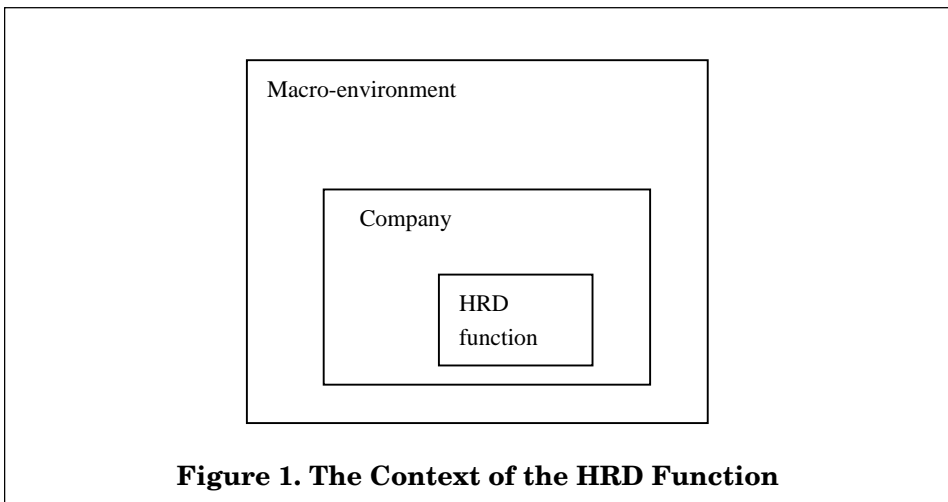 Macro-environment
Company
HRD
function
Figure 1. The Context of the HRD Function